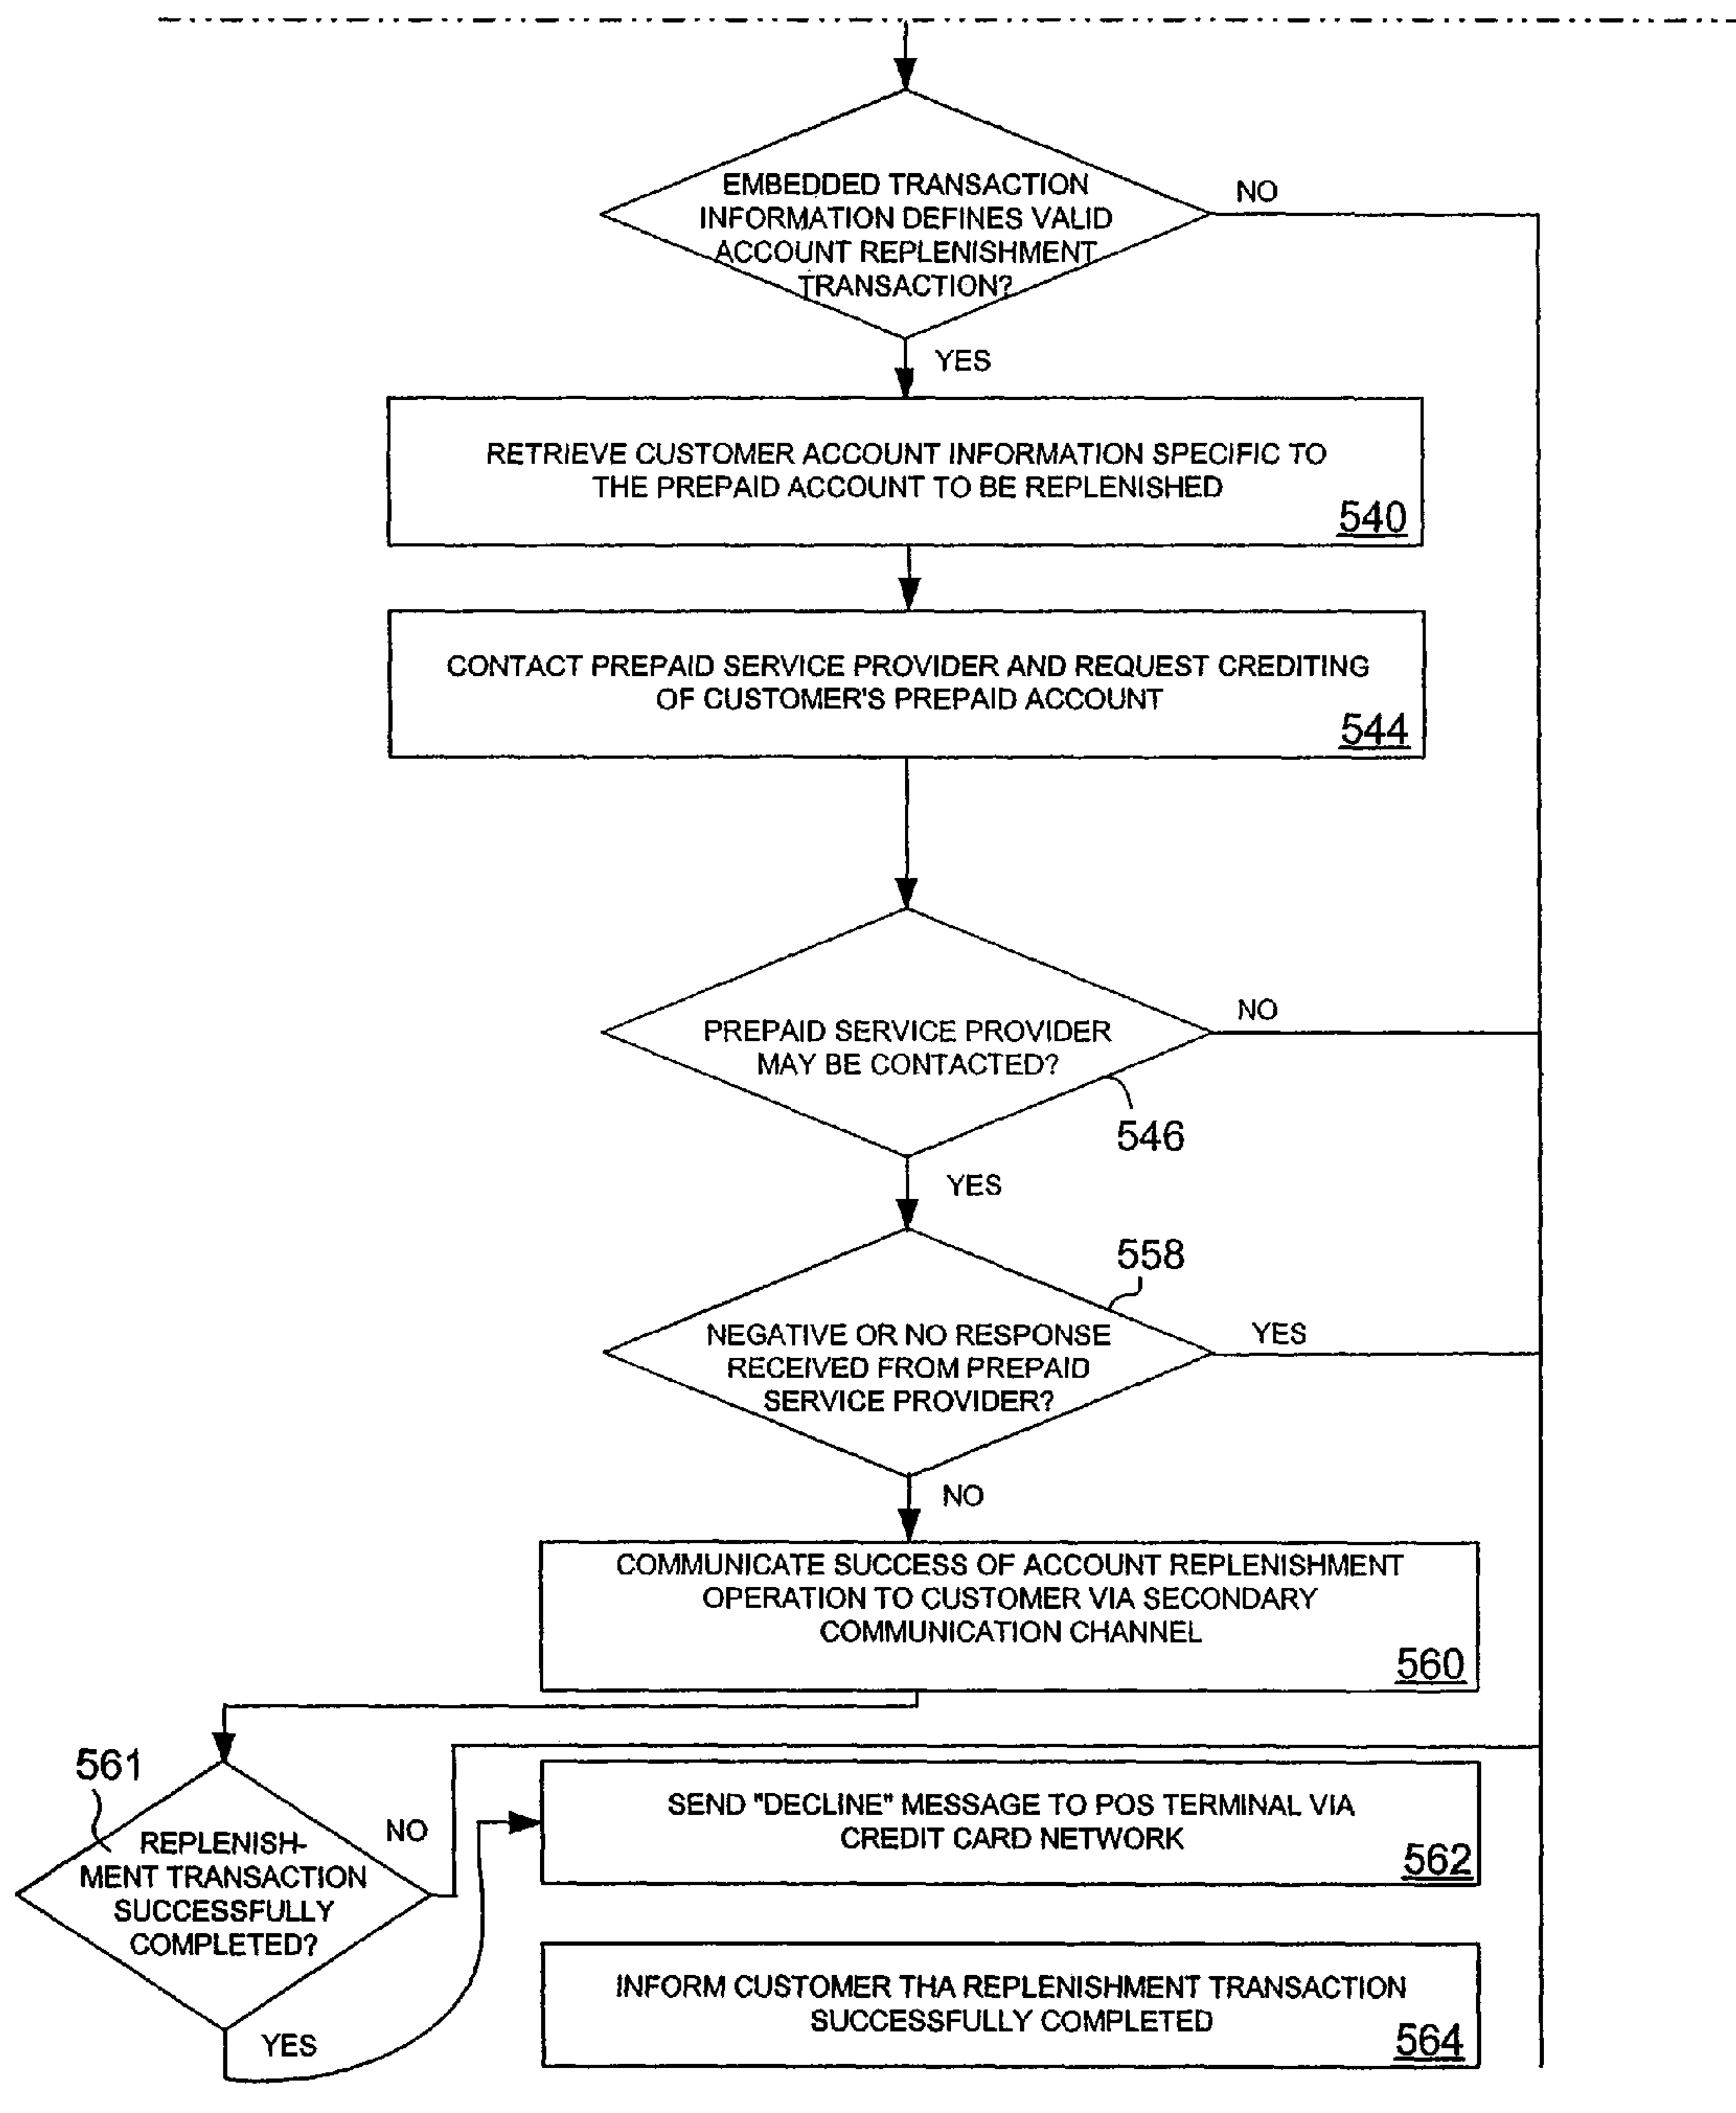 EMBEDDED TRANSACTION
INFORMATION DEFINES VALID
ACCOUNT REPLENISHMENT
TRANSACTION?
NO
YES
RETRIEVE CUSTOMER ACCOUNT INFORMATION SPECIFIC TO
THE PREPAID ACCOUNT TO BE REPLENISHED
540
CONTACT PREPAID SERVICE PROVIDER AND REQUEST CREDITING
OF CUSTOMER'S PREPAID ACCOUNT
544
PREPAID SERVICE PROVIDER
MAY BE CONTACTED?
NO
546
YES
558
NEGATIVE OR NO RESPONSE
RECEIVED FROM PREPAID
SERVICE PROVIDER?
YES
NO
COMMUNICATE SUCCESS OF ACCOUNT REPLENISHMENT
OPERATION TO CUSTOMER VIA SECONDARY
COMMUNICATION CHANNEL
560
561
REPLENISH-
MENT TRANSACTION
SUCCESSFULLY
COMPLETED?
NO
YES
SEND "DECLINE" MESSAGE TO POS TERMINAL VIA
CREDIT CARD NETWORK
562
INFORM CUSTOMER THA REPLENISHMENT TRANSACTION
SUCCESSFULLY COMPLETED
564